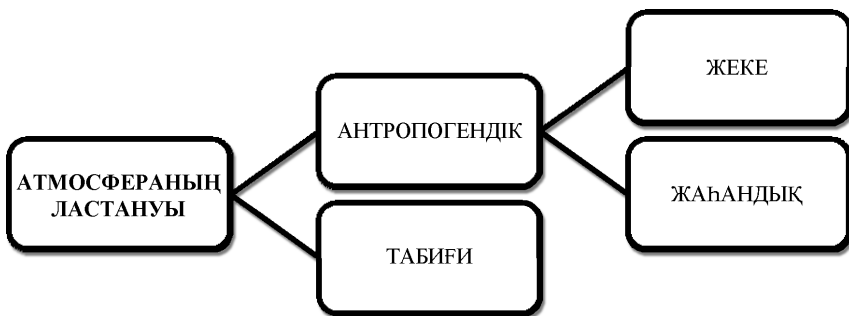 АТМОСФЕРАНЫҢ
ЛАСТАНУЫ
АНТРОПОГЕНДІК
ТАБИҒИ
ЖЕКЕ
ЖАҺАНДЫҚ